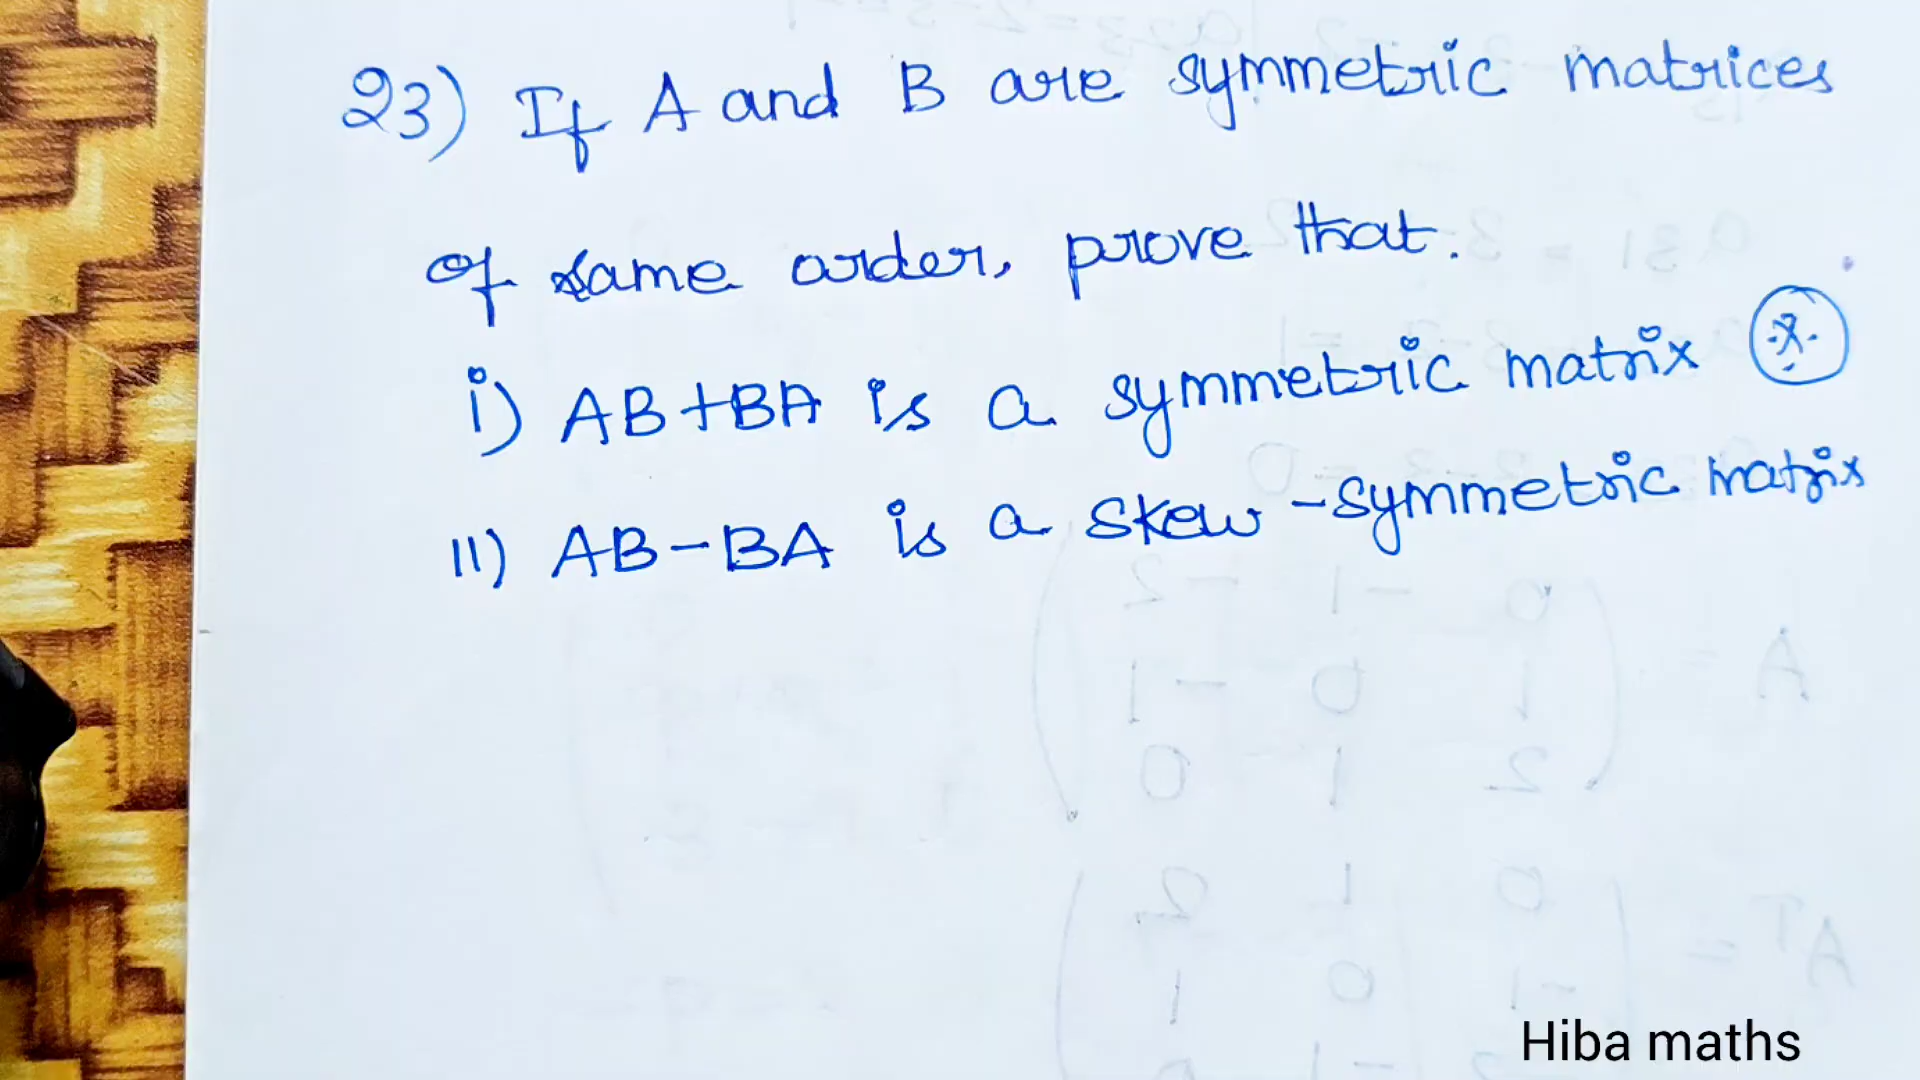 23) If A and B are symmetric matrices
of same order, prove that.
i) AB+BA is a symmetric matrix
ii) AB-BA is a skew-symmetric matrix
Hiba maths